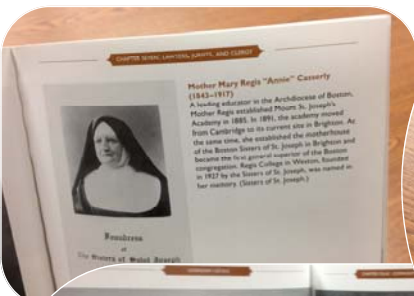 CHAPTER SEVEN: LAWYERS, JURISTS, AND CLERGY
Mother Mary Regis "Annie" Casserly
(1843–1917)
A leading educator in the Archdiocese of Boston,
Mother Regis established Mount St. Joseph's
Academy in 1885. In 1891, the academy moved
from Cambridge to its current site in Brighton. At
the same time, she established the motherhouse
of the Boston Sisters of St. Joseph in Brighton and
became the first general superior of the Boston
congregation. Regis College in Weston, founded
in 1927 by the Sisters of St. Joseph, was named in
her memory. (Sisters of St. Joseph.)
Foundress
of
The Sisters of Saint Joseph